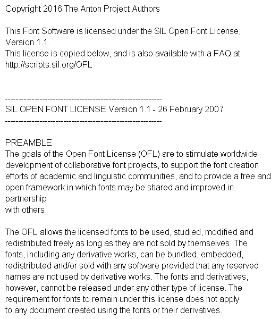 Copyright 2016 The Anton Project Authors
This Font Software is licensed under the SIL Open Font License,
Version 1.1
This license is copied below, and is also available with a FAQ at
http://scripts.sil.org/OFL
-----------------------------------------------------------
SIL OPEN FONT LICENSE Version 1.1 - 26 February 2007
-----------------------------------------------------------
PREAMBLE
The goals of the Open Font License (OFL) are to stimulate worldwide
development of collaborative font projects, to support the font creation
efforts of academic and linguistic communities, and to provide a free and
open framework in which fonts may be shared and improved in
partnership
with others.
The OFL allows the licensed fonts to be used, studied, modified and
redistributed freely as long as they are not sold by themselves. The
fonts, including any derivative works, can be bundled, embedded,
redistributed and/or sold with any software provided that any reserved
names are not used by derivative works. The fonts and derivatives,
however, cannot be released under any other type of license. The
requirement for fonts to remain under this license does not apply
to any document created using the fonts or their derivatives.